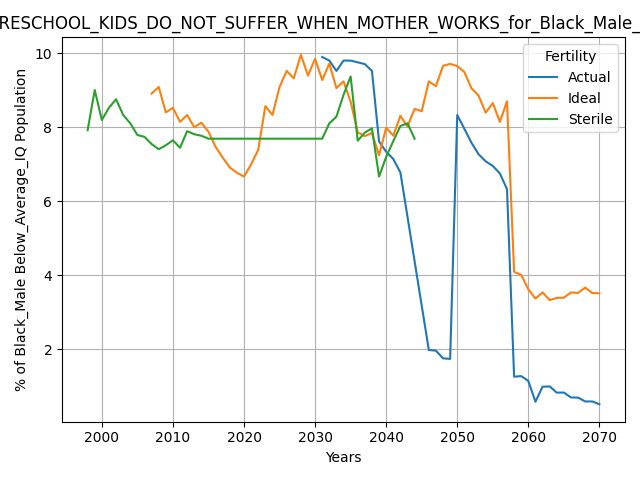 RESCHOOL_KIDS_DO_NOT_SUFFER_WHEN_MOTHER_WORKS_for_Black_Male_
% of Black_Male Below_Average_IQ Population
10
8
6
4
2
Fertility
Actual
Ideal
Sterile
2000 2010 2020 2030 2040 2050 2060 2070
Years